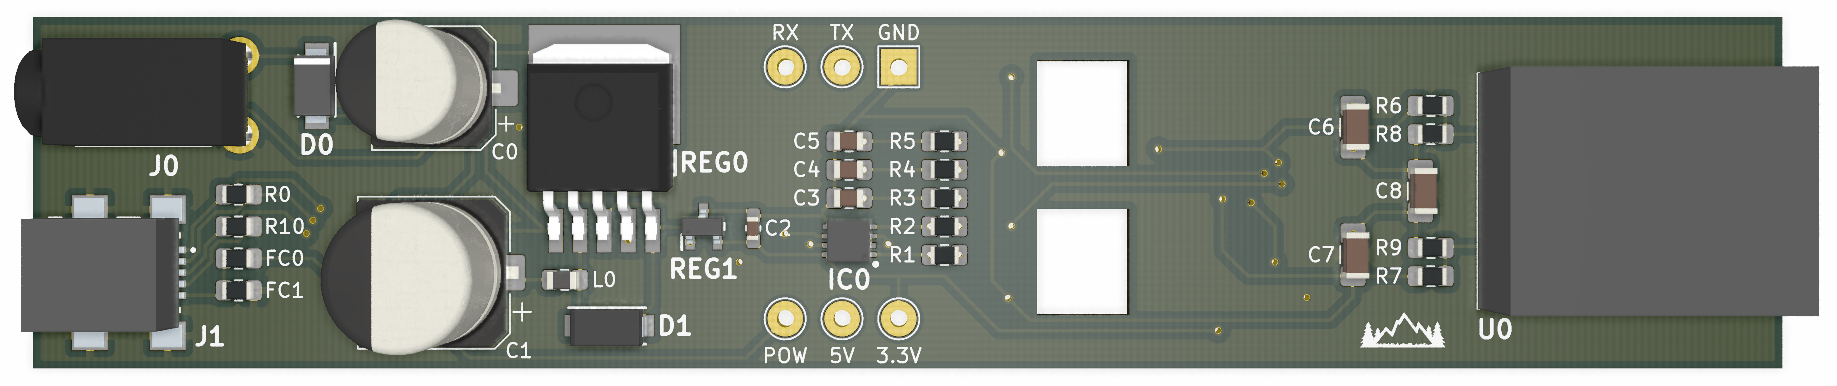 RX TX GND
J0
D0
C0
REG0
C5 R5
C4 R4
C3 R3
C2 R2
R1
IC0
REG1
R0
R10
FC0
FC1
J1
C1
L0
D1
POW 5V 3.3V
C6
R6
R8
C8
C7
R9
R7
U0
+
+